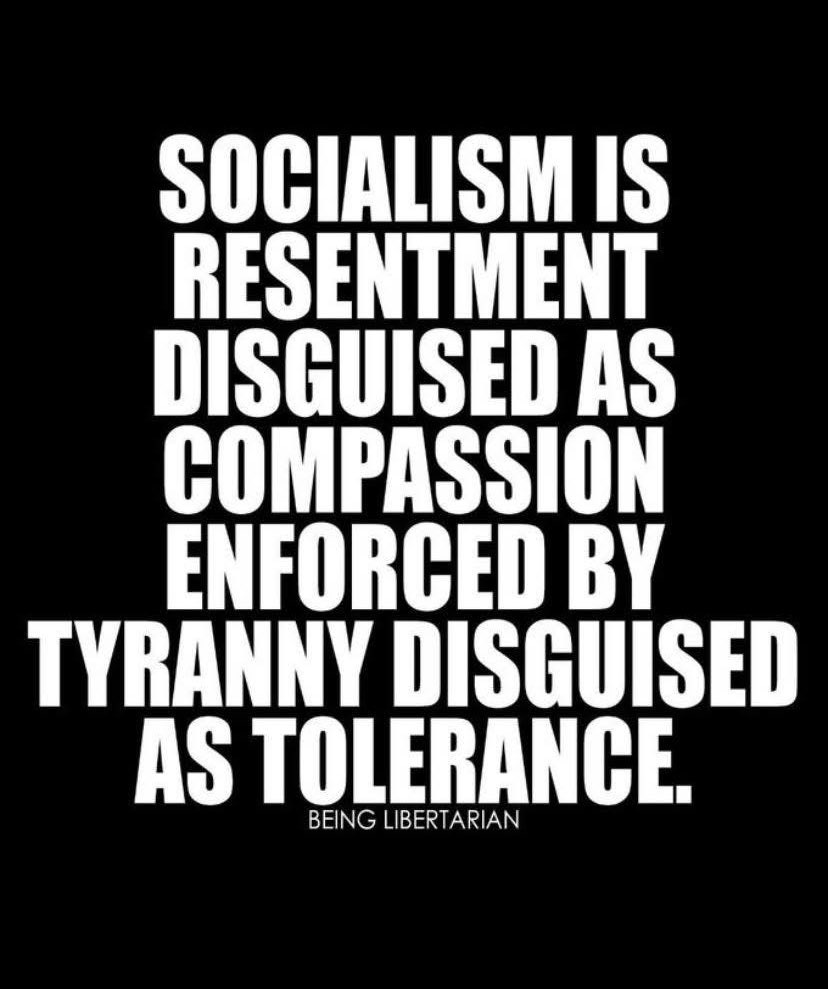 SOCIALISM IS
RESENTMENT
DISGUISED AS
COMPASSION
ENFORCED BY
TYRANNY DISGUISED
AS TOLERANCE.
BEING LIBERTARIAN